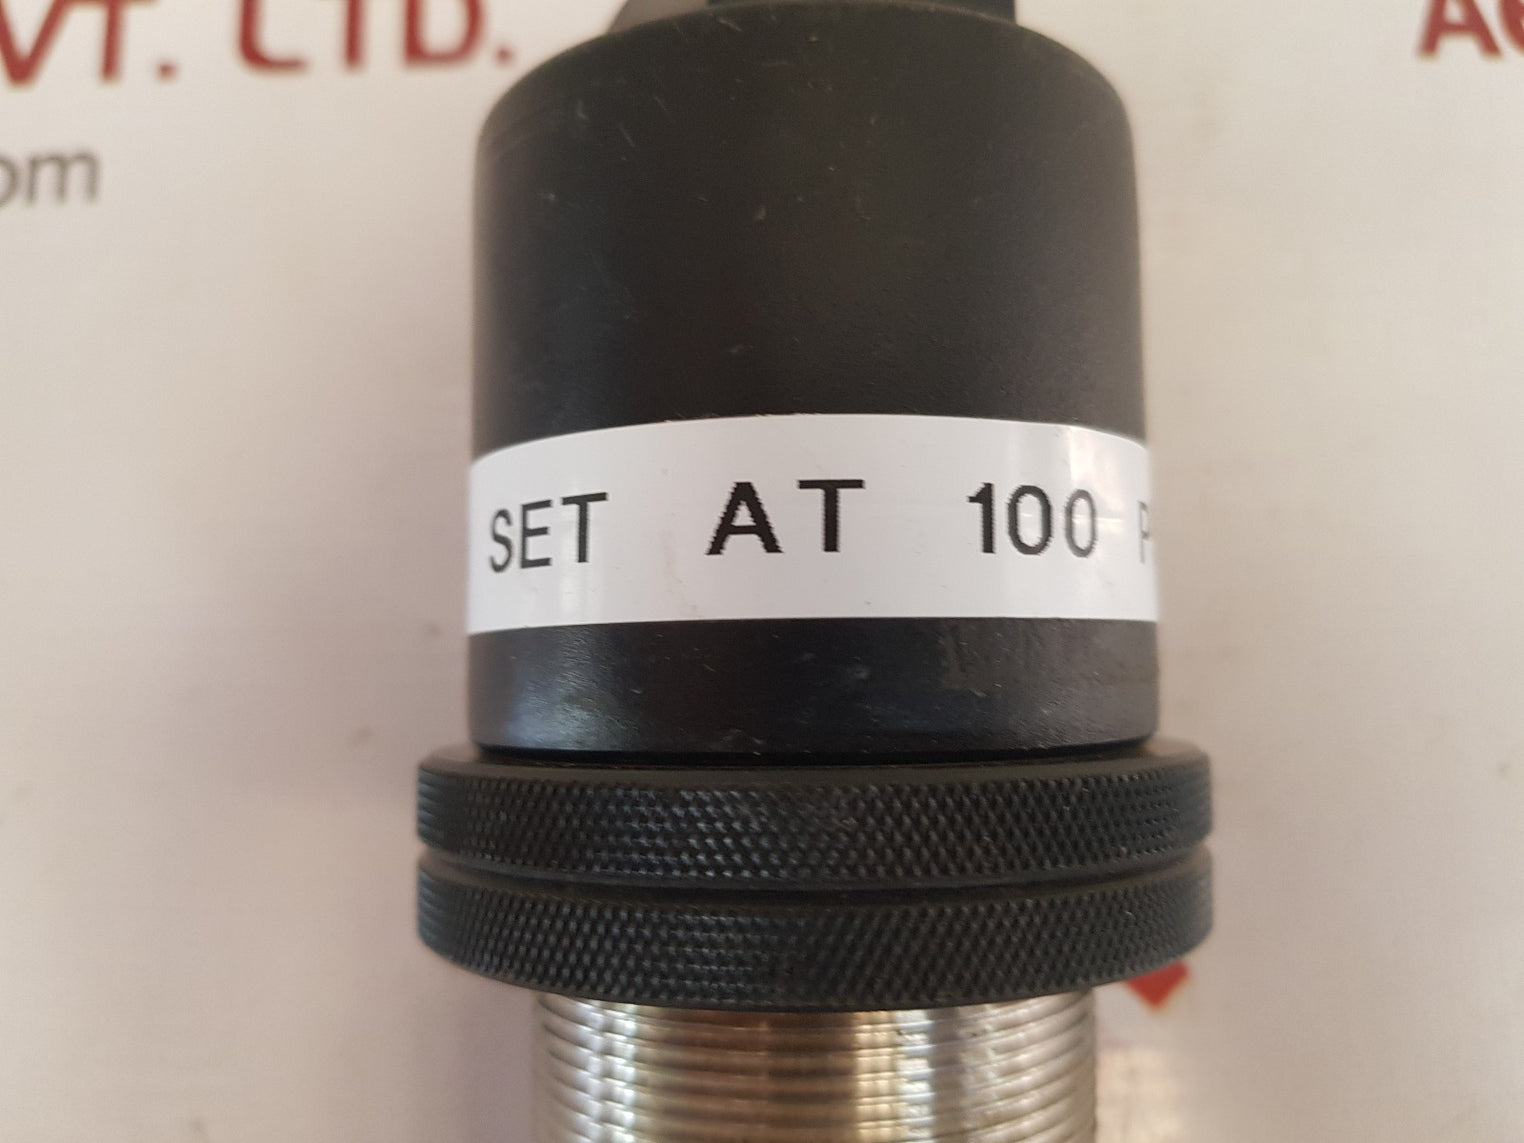 VT. LTD.
om
SET AT 100 P